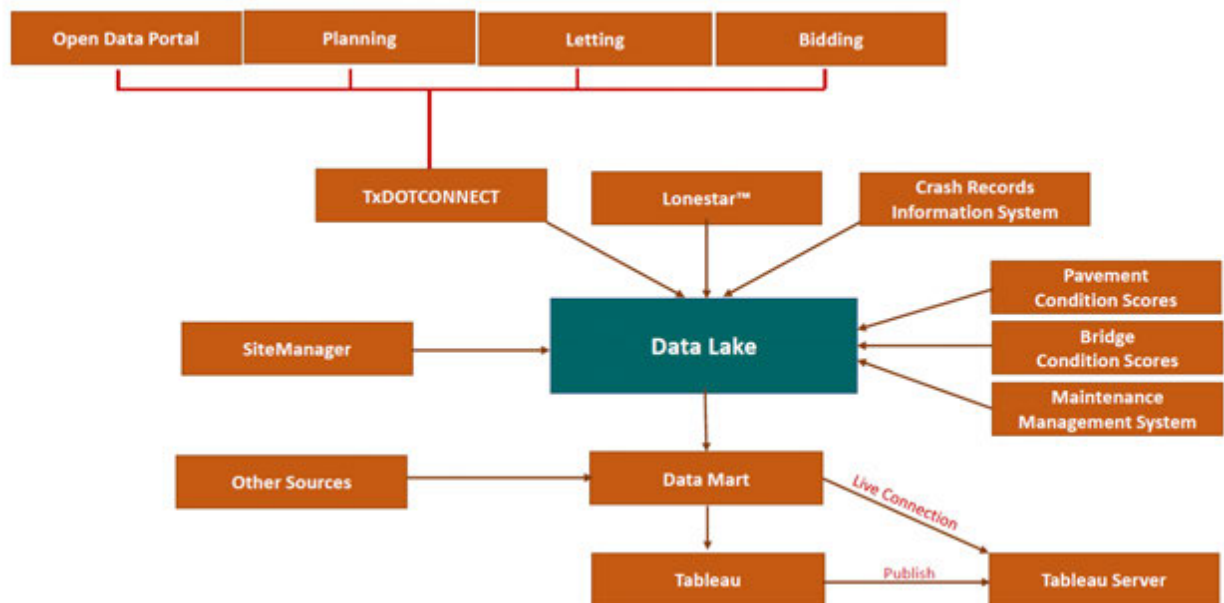 Open Data Portal
Planning
Letting
Bidding
TxDOTCONNECT
Lonestar™
Crash Records
Information System
Pavement
Condition Scores
SiteManager
Data Lake
Bridge
Condition Scores
Maintenance
Management System
Other Sources
Data Mart
Live Connection
Tableau
Publish
Tableau Server